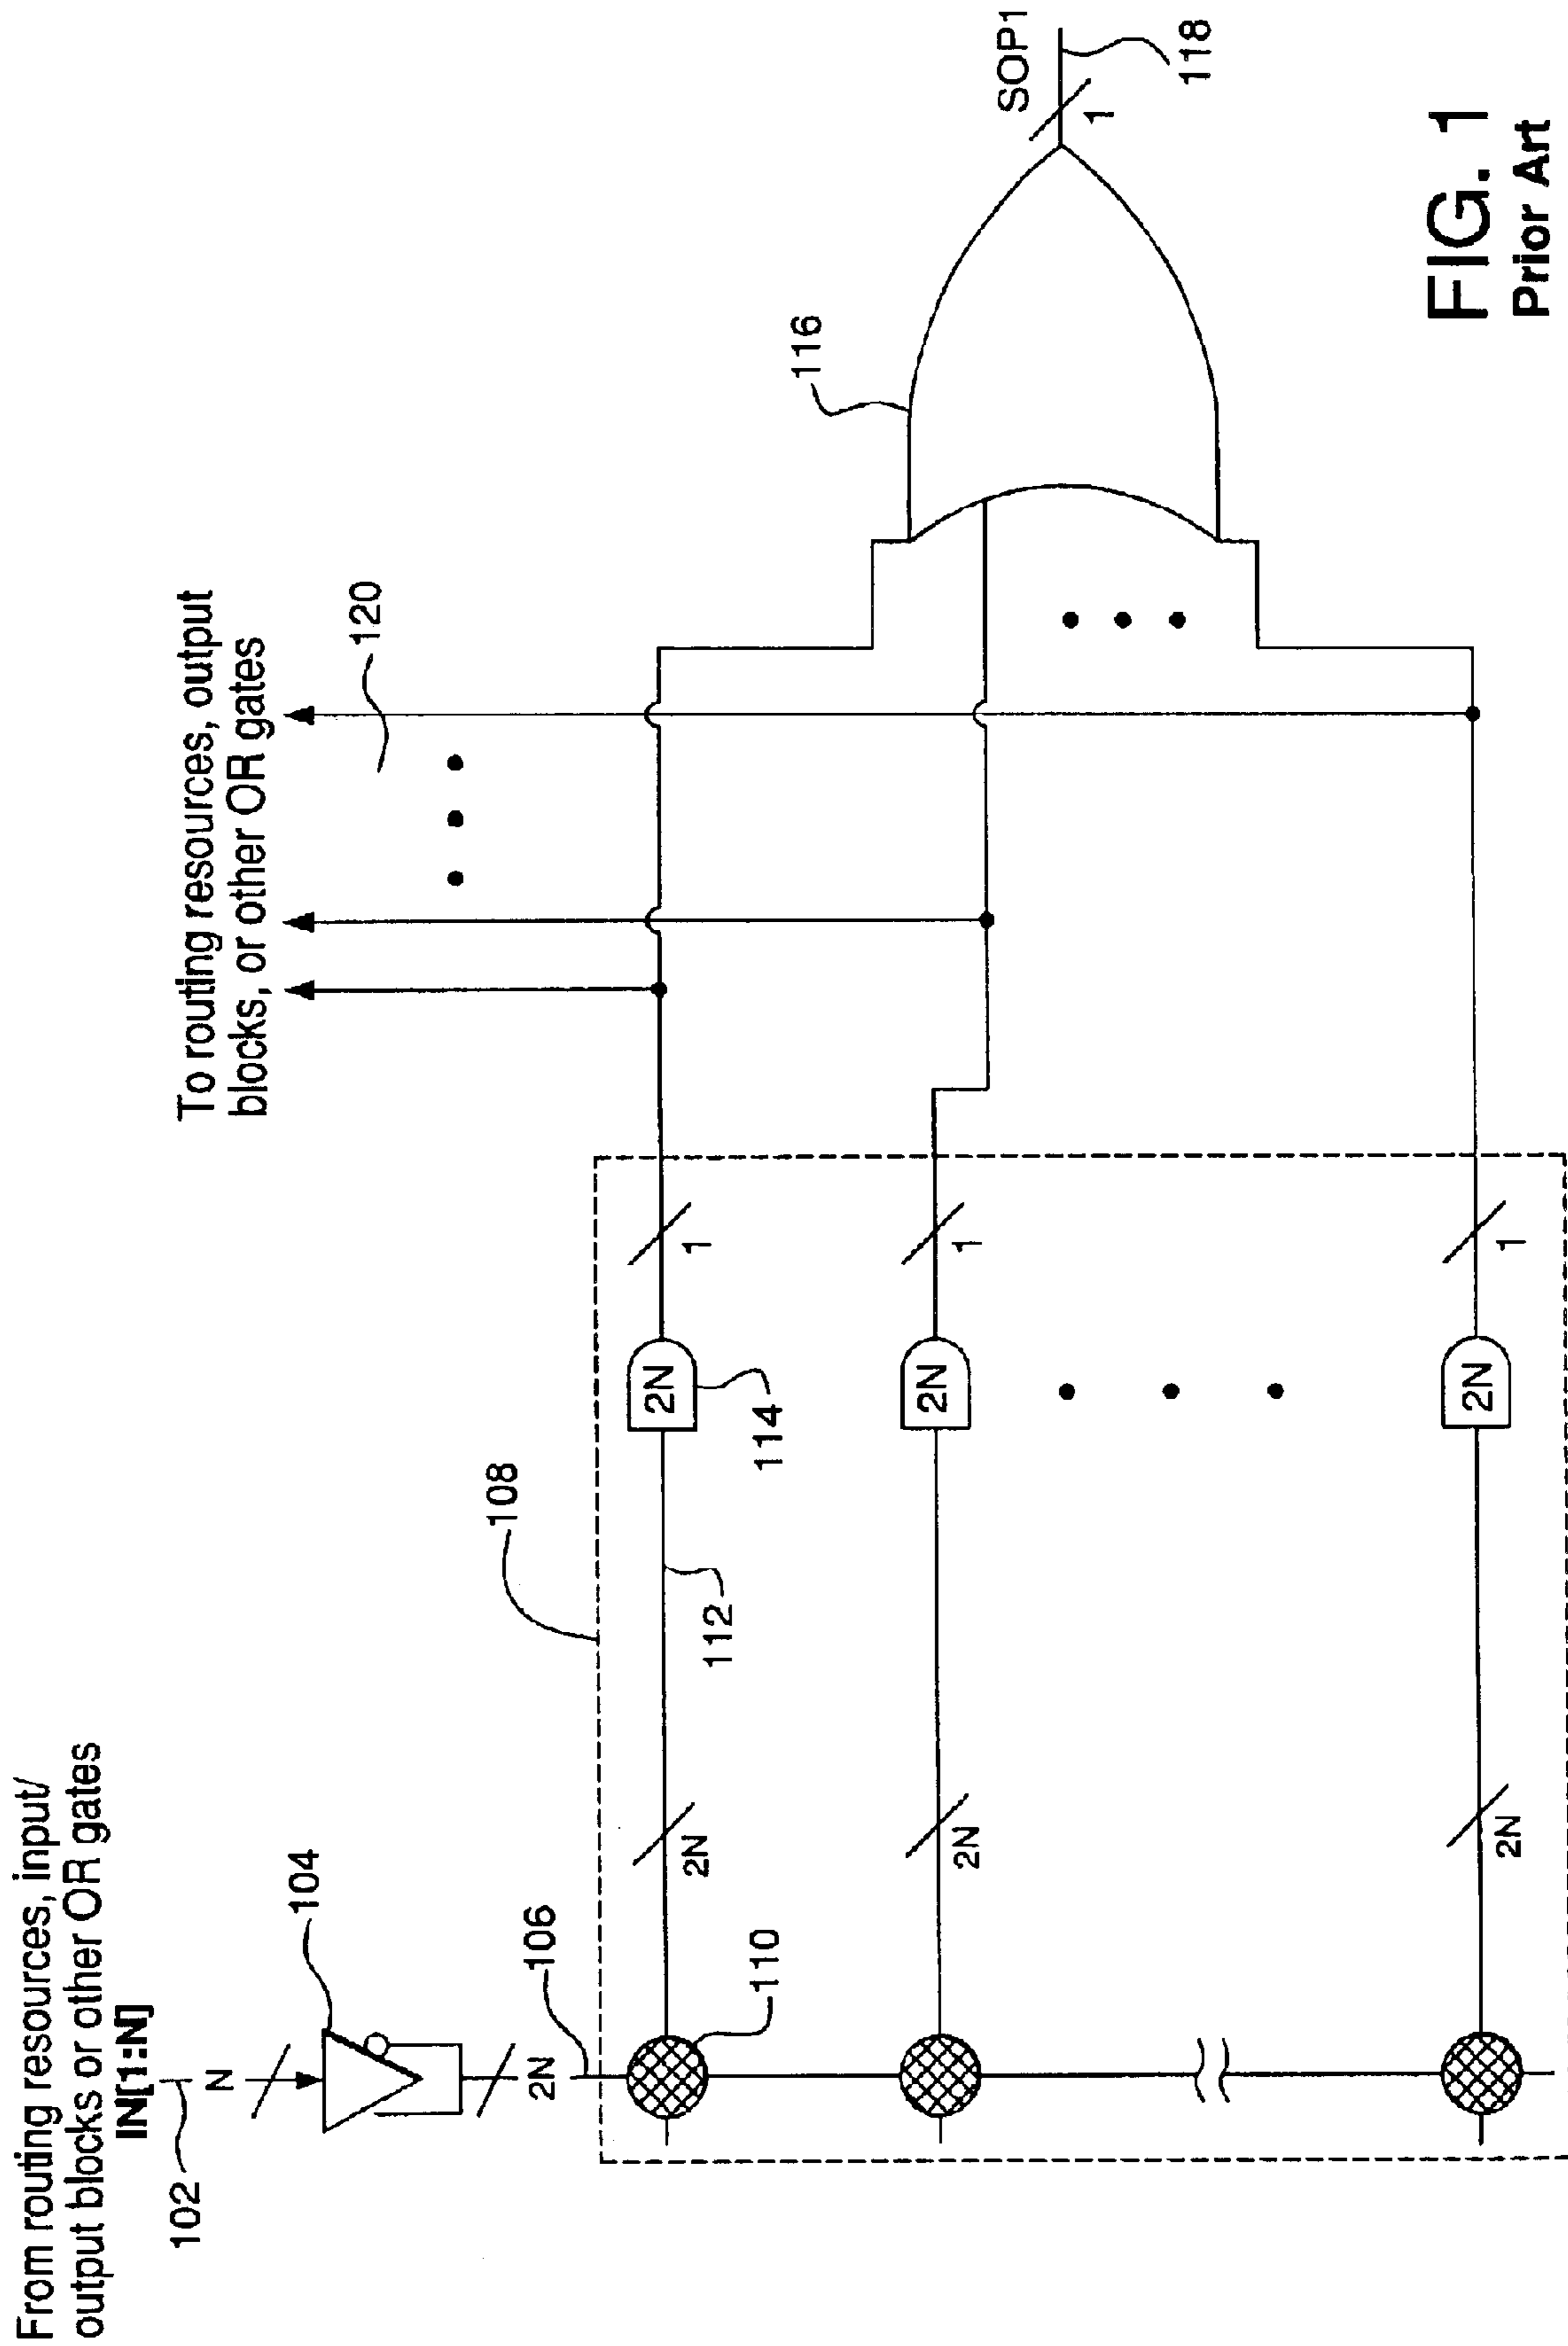 From routing resources, input/
output blocks or other OR gates
IN[1:N]
102
N
104
2N
106
108
110
2N
112
2N
114
1
To routing resources, output
blocks, or other OR gates
120
2N
2N
1
2N
2N
1
116
SOP1
1
118
FIG. 1
Prior Art